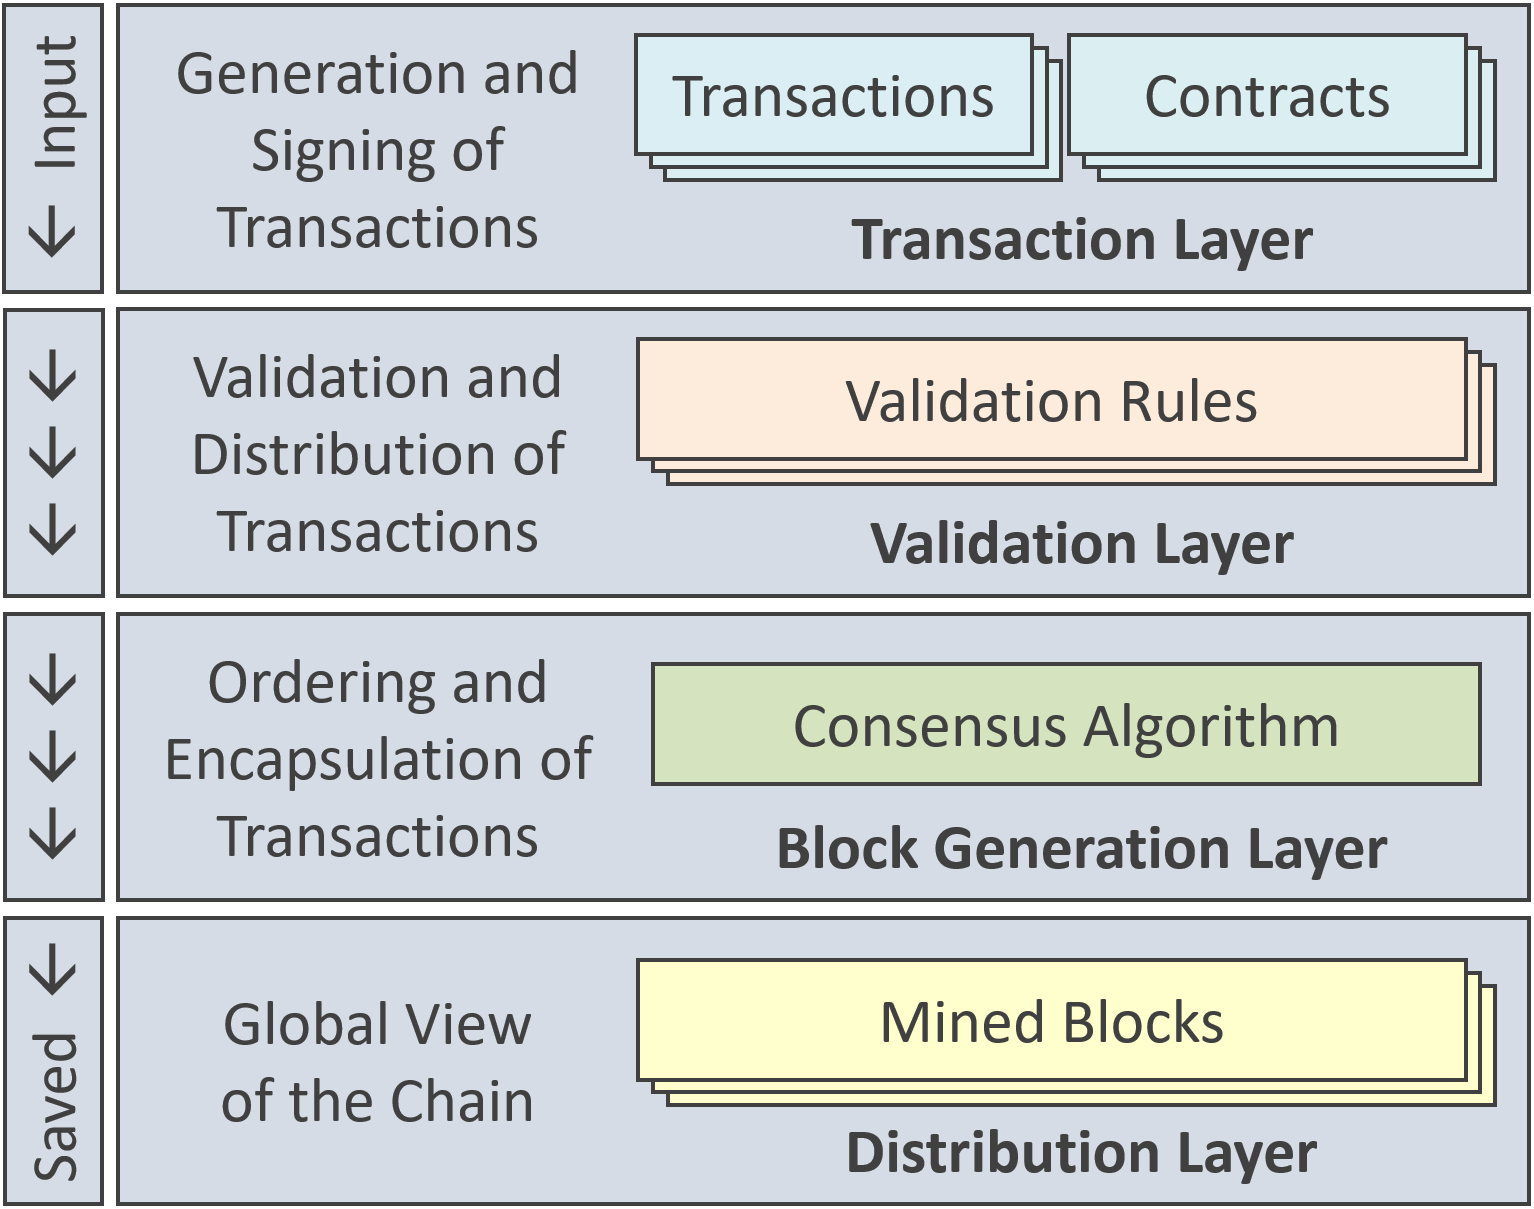 Input
Generation and
Signing of
Transactions
Transactions
Contracts
Transaction Layer
Validation and
Distribution of
Transactions
Validation Rules
Validation Layer
Ordering and
Encapsulation of
Transactions
Consensus Algorithm
Block Generation Layer
Saved
Global View
of the Chain
Mined Blocks
Distribution Layer